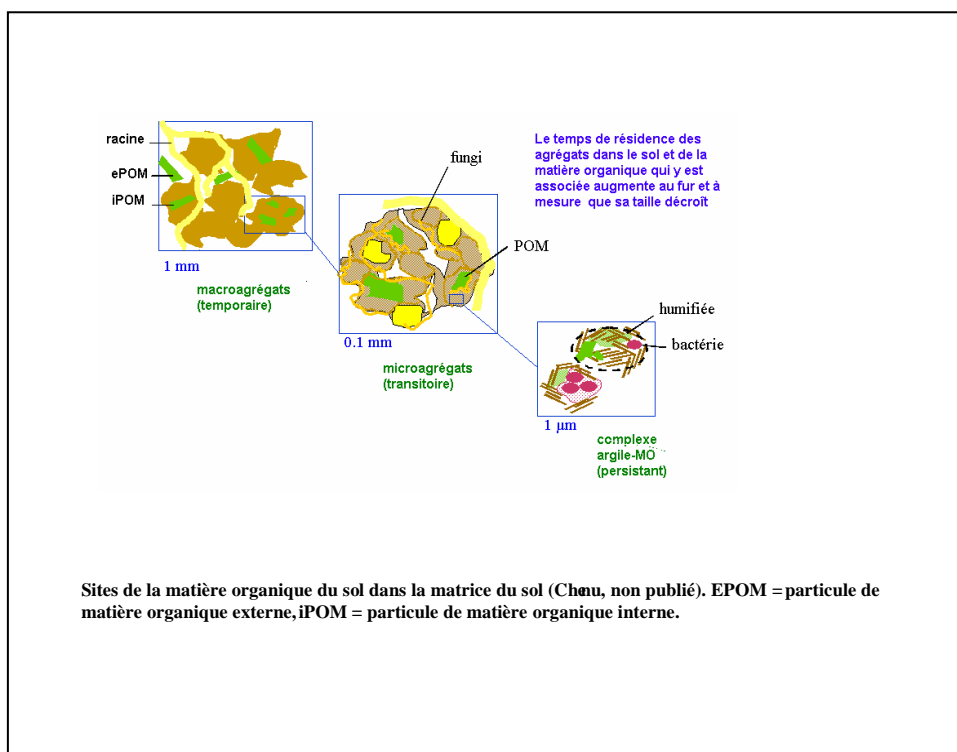 racine
ePOM
iPOM
1 mm
macroagrégats
(temporaire)
fungi
POM
0.1 mm
microagrégats
(transitoire)
Le temps de résidence des
agrégats dans le sol et de la
matière organique qui y est
associée augmente au fur et à
mesure que sa taille décroît
humifiée
bactérie
1 µm
complexe
argile-MO
(persistant)
Sites de la matière organique du sol dans la matrice du sol (Chenu, non publié). EPOM = particule de
matière organique externe, iPOM = particule de matière organique interne.